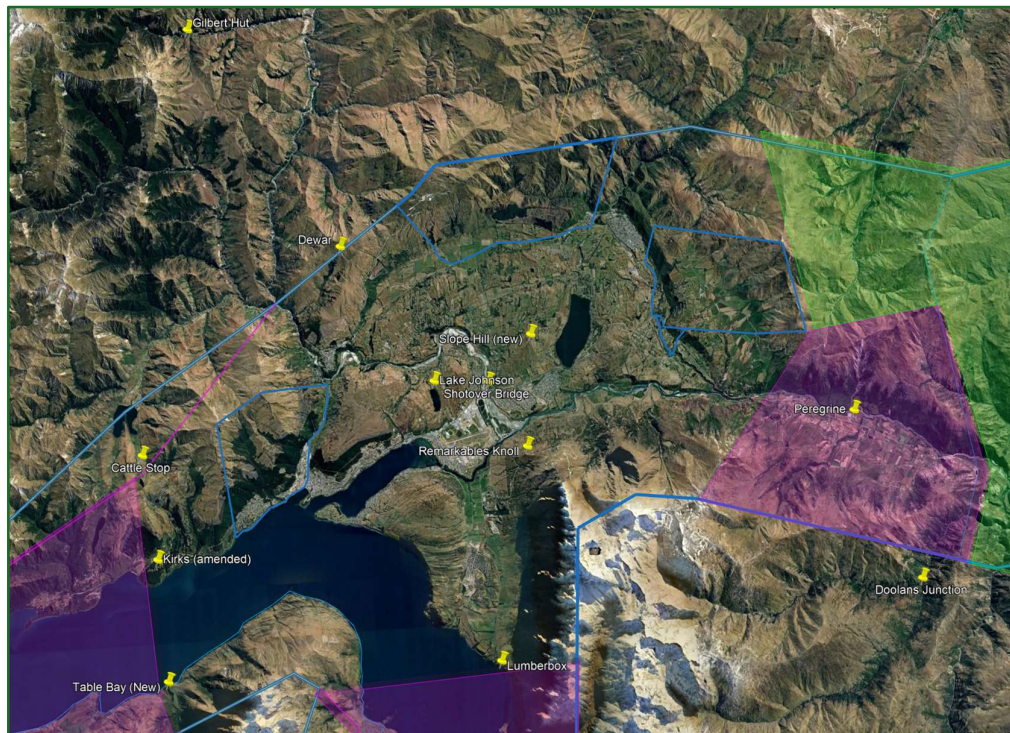 Gilbert Hut
Dewar
Slope Hill (new)
Lake Johnson
Shotover Bridge
Peregrine
Remarkables Knoll
Cattle Stop
Kirks (amended)
Doolans Junction
Lumberbox
Table Bay (New)